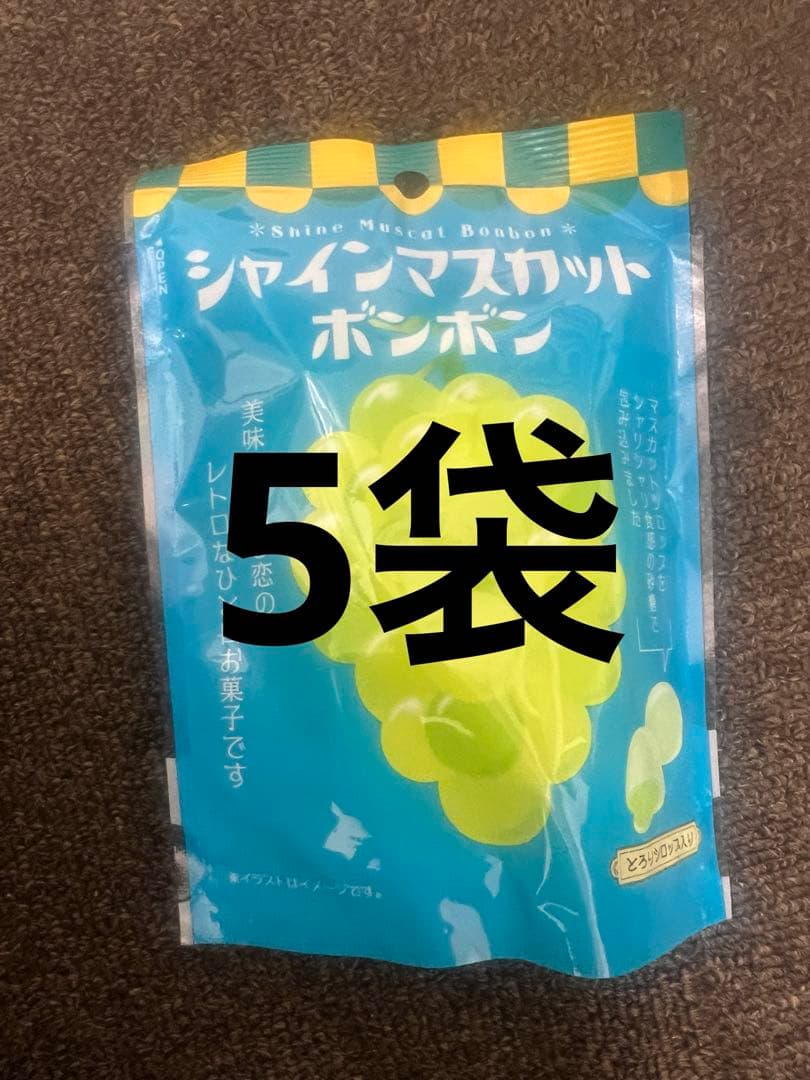 *Shine Muscat Bonbon*
シャインマスカット
ボンボン
OPEN
マスカットシロップを
シャリシャリ食感の砂糖で
包み込みました
美味
恋の
レトロなひ
お菓子です
5袋
とろりシロップ入り
※イラストはイメージです。